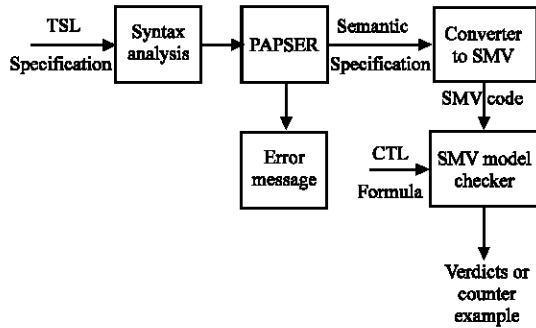 TSL
Specification
Syntax
analysis
PAPSER
Semantic
Specification
Converter
to SMV
SMV code
Error
message
CTL
Formula
SMV model
checker
Verdicts or
counter
example